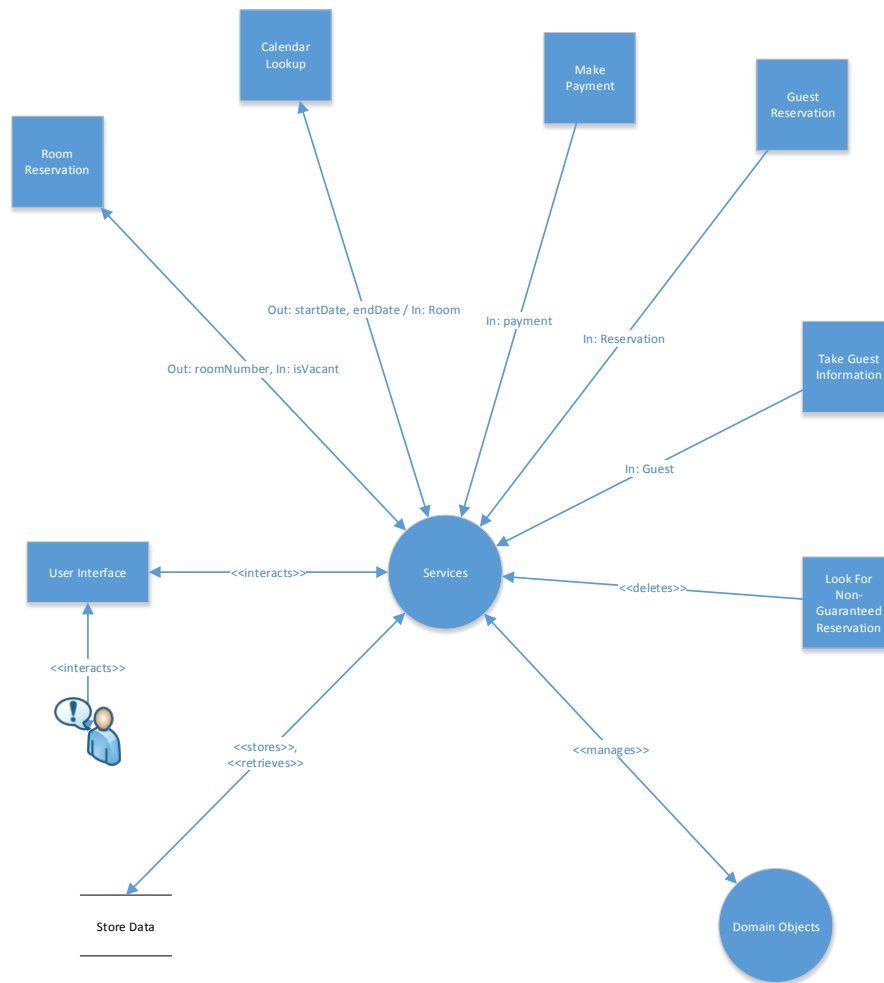 Calendar
Lookup
Make
Payment
Guest
Reservation
Room
Reservation
Out: startDate, endDate / In: Room
In: payment
In: Reservation
Take Guest
Information
Out: roomNumber, In: isVacant
In: Guest
User Interface
<<interacts>>
Services
<<deletes>>
Look For
Non-
Guaranteed
Reservation
<<interacts>>
<<stores>>,
<<retrieves>>
<<manages>>
Store Data
Domain Objects